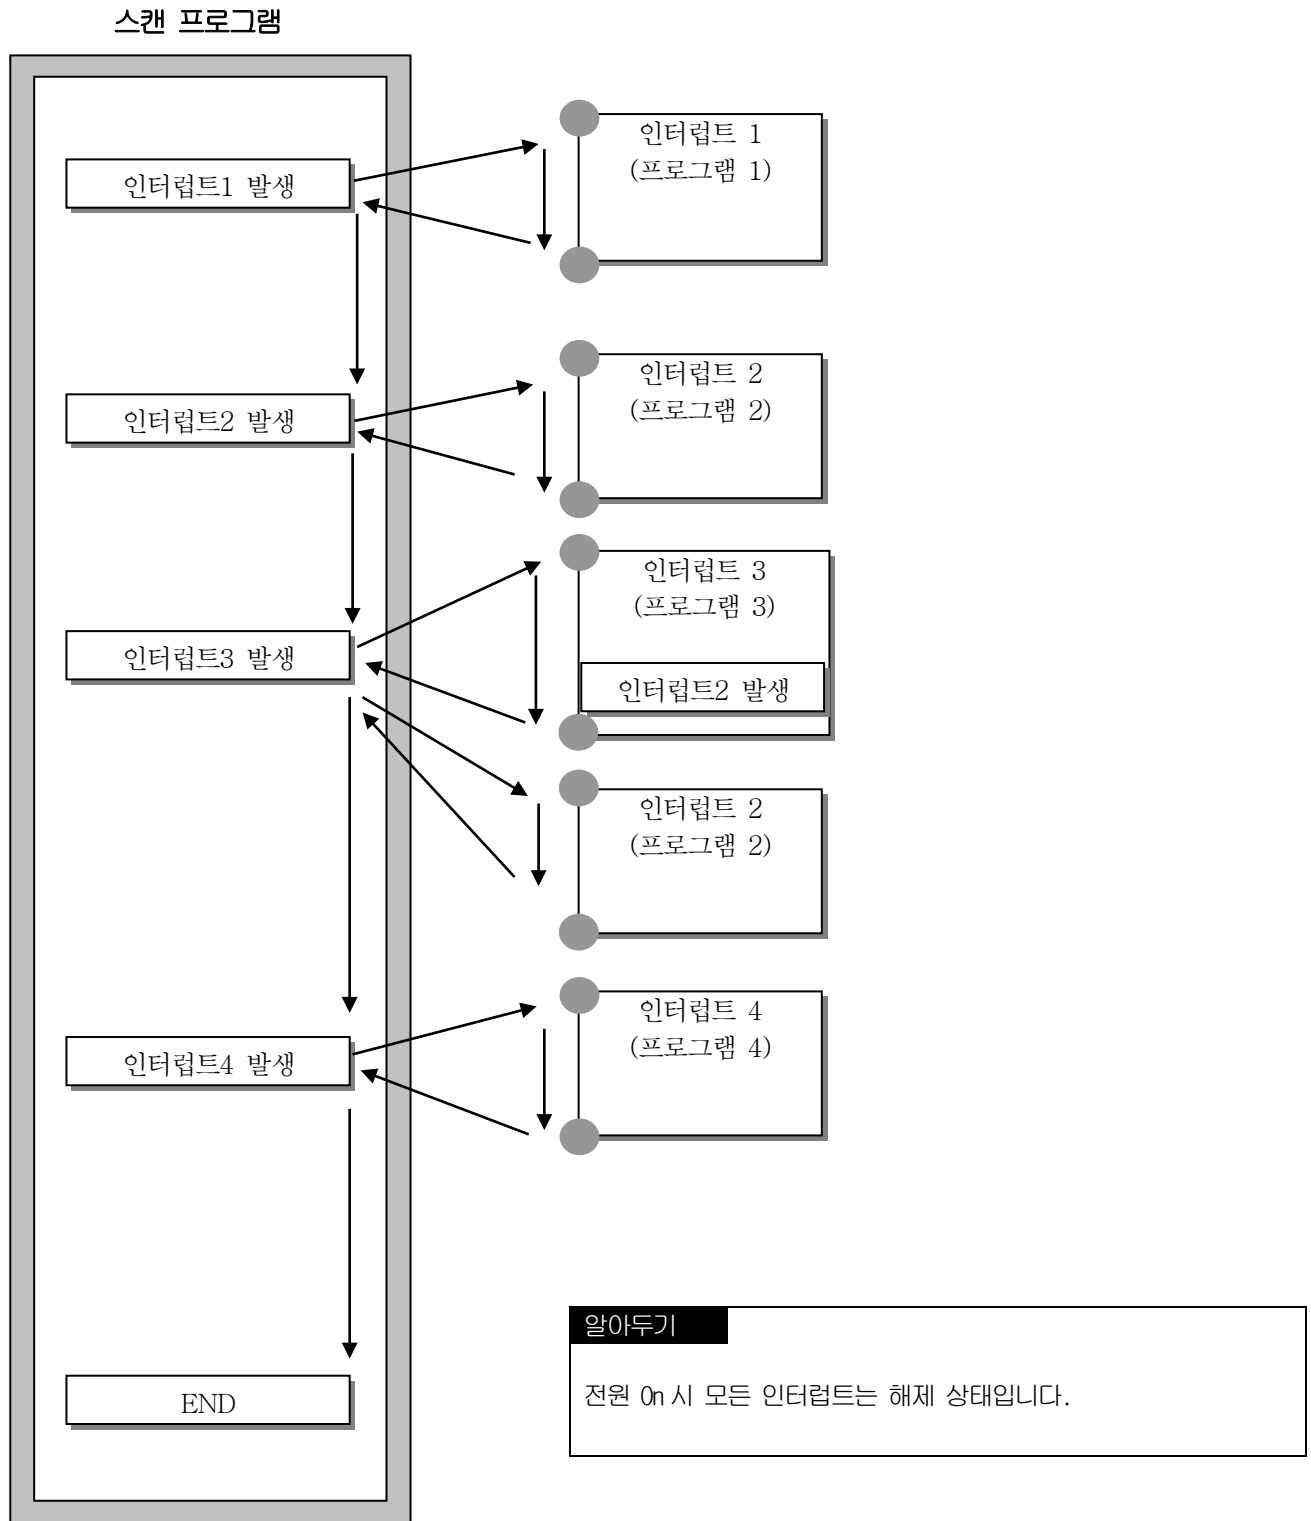 스캔 프로그램
인터럽트1 발생
인터럽트 1
(프로그램 1)
인터럽트2 발생
인터럽트 2
(프로그램 2)
인터럽트3 발생
인터럽트 3
(프로그램 3)
인터럽트2 발생
인터럽트 2
(프로그램 2)
인터럽트4 발생
인터럽트 4
(프로그램 4)
END
알아두기
전원 On 시 모든 인터럽트는 해제 상태입니다.